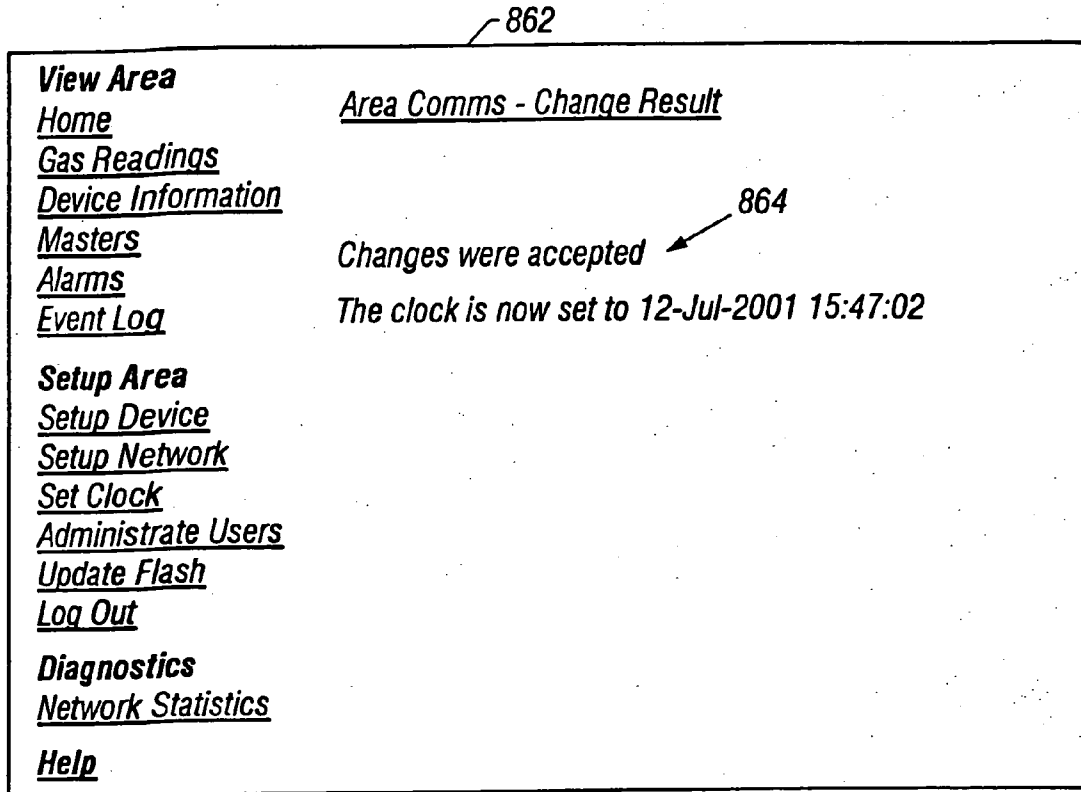 862
View Area
Home
Gas Readings
Device Information
Masters
Alarms
Event Log
Setup Area
Setup Device
Setup Network
Set Clock
Administrate Users
Update Flash
Log Out
Diagnostics
Network Statistics
Help
Area Comms - Change Result
864
Changes were accepted
The clock is now set to 12-Jul-2001 15:47:02